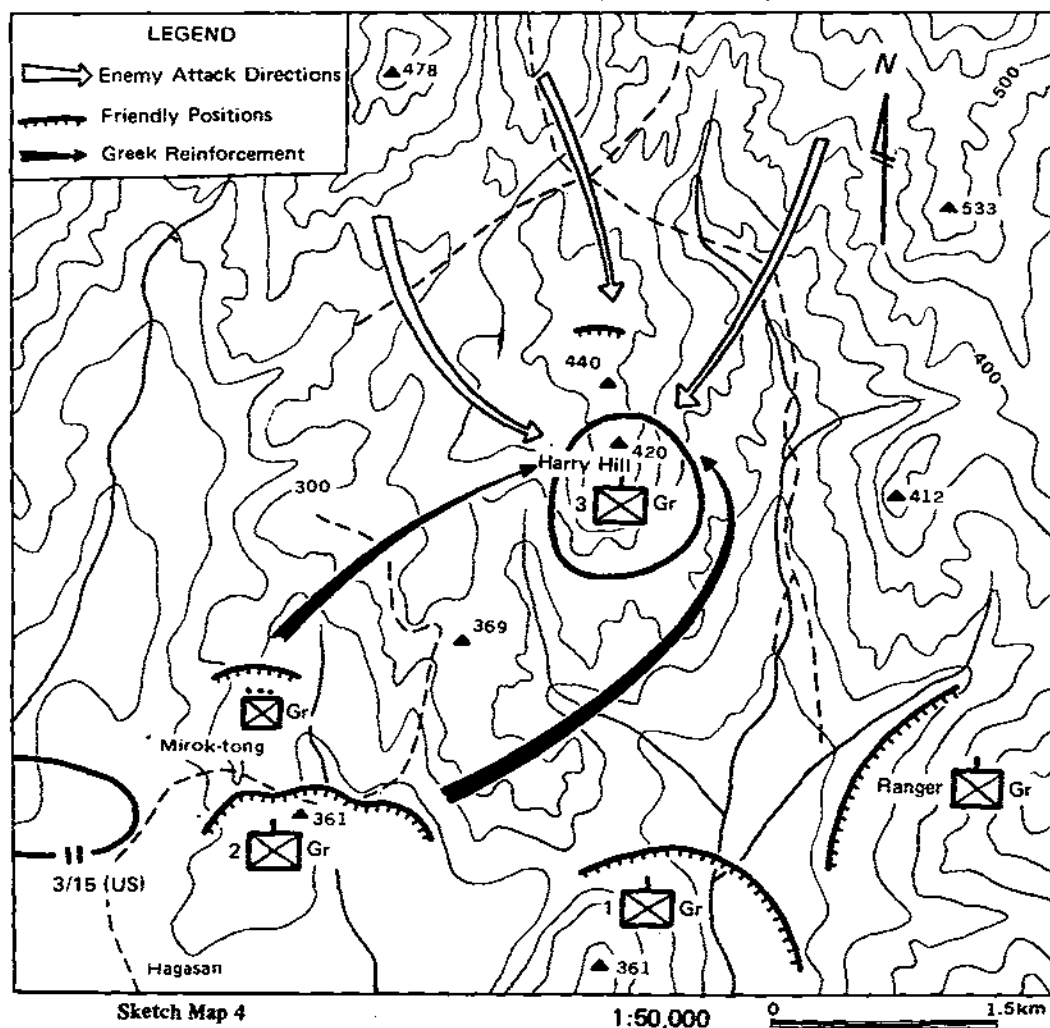 LEGEND
Enemy Attack Directions
Friendly Positions
Greek Reinforcement
478
N
500
533
440
400
420
Harry Hill
3 Gr
412
300
369
Gr
Mirok-tong
Ranger Gr
361
2 Gr
3/15 (US)
1 Gr
Hagasan
361
Sketch Map 4
1:50,000
0 1.5km